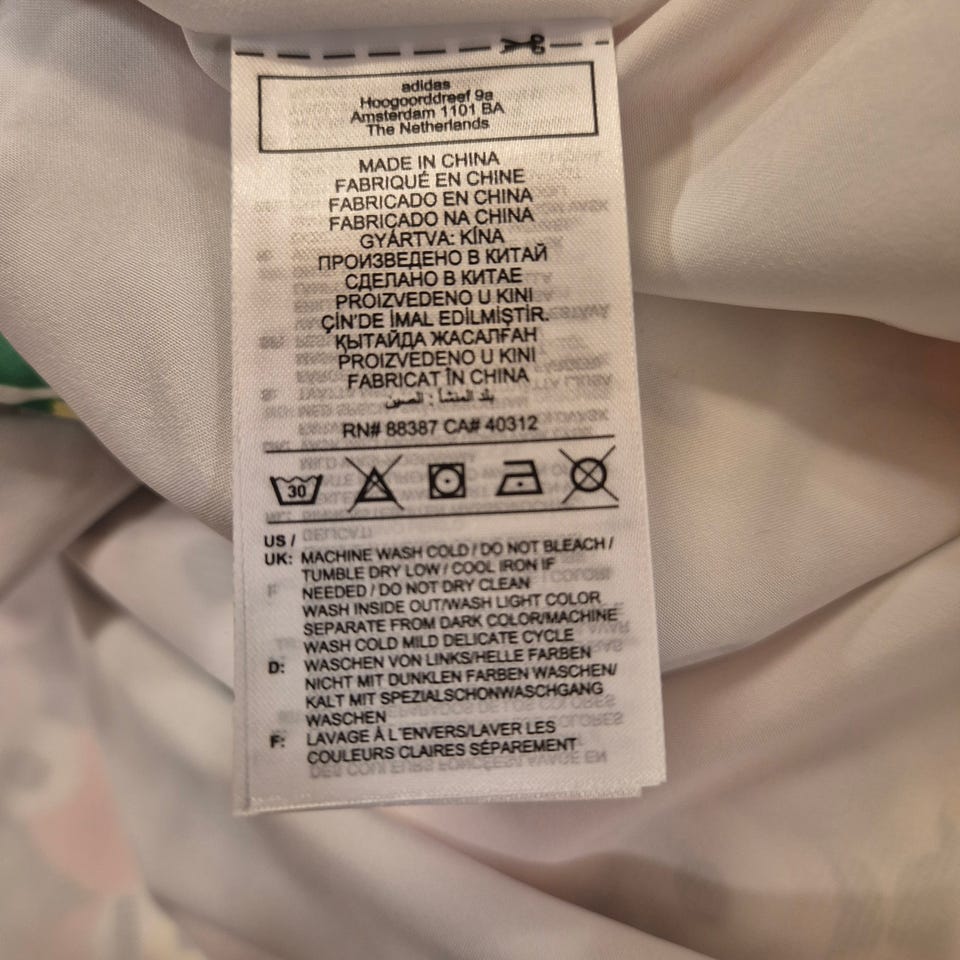 adidas
Hoogoorddreef 9a
Amsterdam 1101 BA
The Netherlands
MADE IN CHINA
FABRIQUÉ EN CHINE
FABRICADO EN CHINA
FABRICADO NA CHINA
GYÁRTVA: KÍNA
ПРОИЗВЕДЕНО В КИТАЙ
СДЕЛАНО В КИТАЕ
PROIZVEDENO U KINI
ÇİN'DE İMAL EDİLMİŞTİR.
ҚЫТАЙДА ЖАСАЛҒАН
PROIZVEDENO U KINI
FABRICAT ÎN CHINA
بلد المنشأ : الصين
RN# 88387 CA# 40312
30
US /
UK: MACHINE WASH COLD / DO NOT BLEACH /
TUMBLE DRY LOW / COOL IRON IF
NEEDED / DO NOT DRY CLEAN
WASH INSIDE OUT/WASH LIGHT COLOR
SEPARATE FROM DARK COLOR/MACHINE
WASH COLD MILD DELICATE CYCLE
D: WASCHEN VON LINKS/HELLE FARBEN
NICHT MIT DUNKLEN FARBEN WASCHEN/
KALT MIT SPEZIALSCHONWASCHGANG
WASCHEN
F: LAVAGE À L'ENVERS/LAVER LES
COULEURS CLAIRES SÉPAREMENT